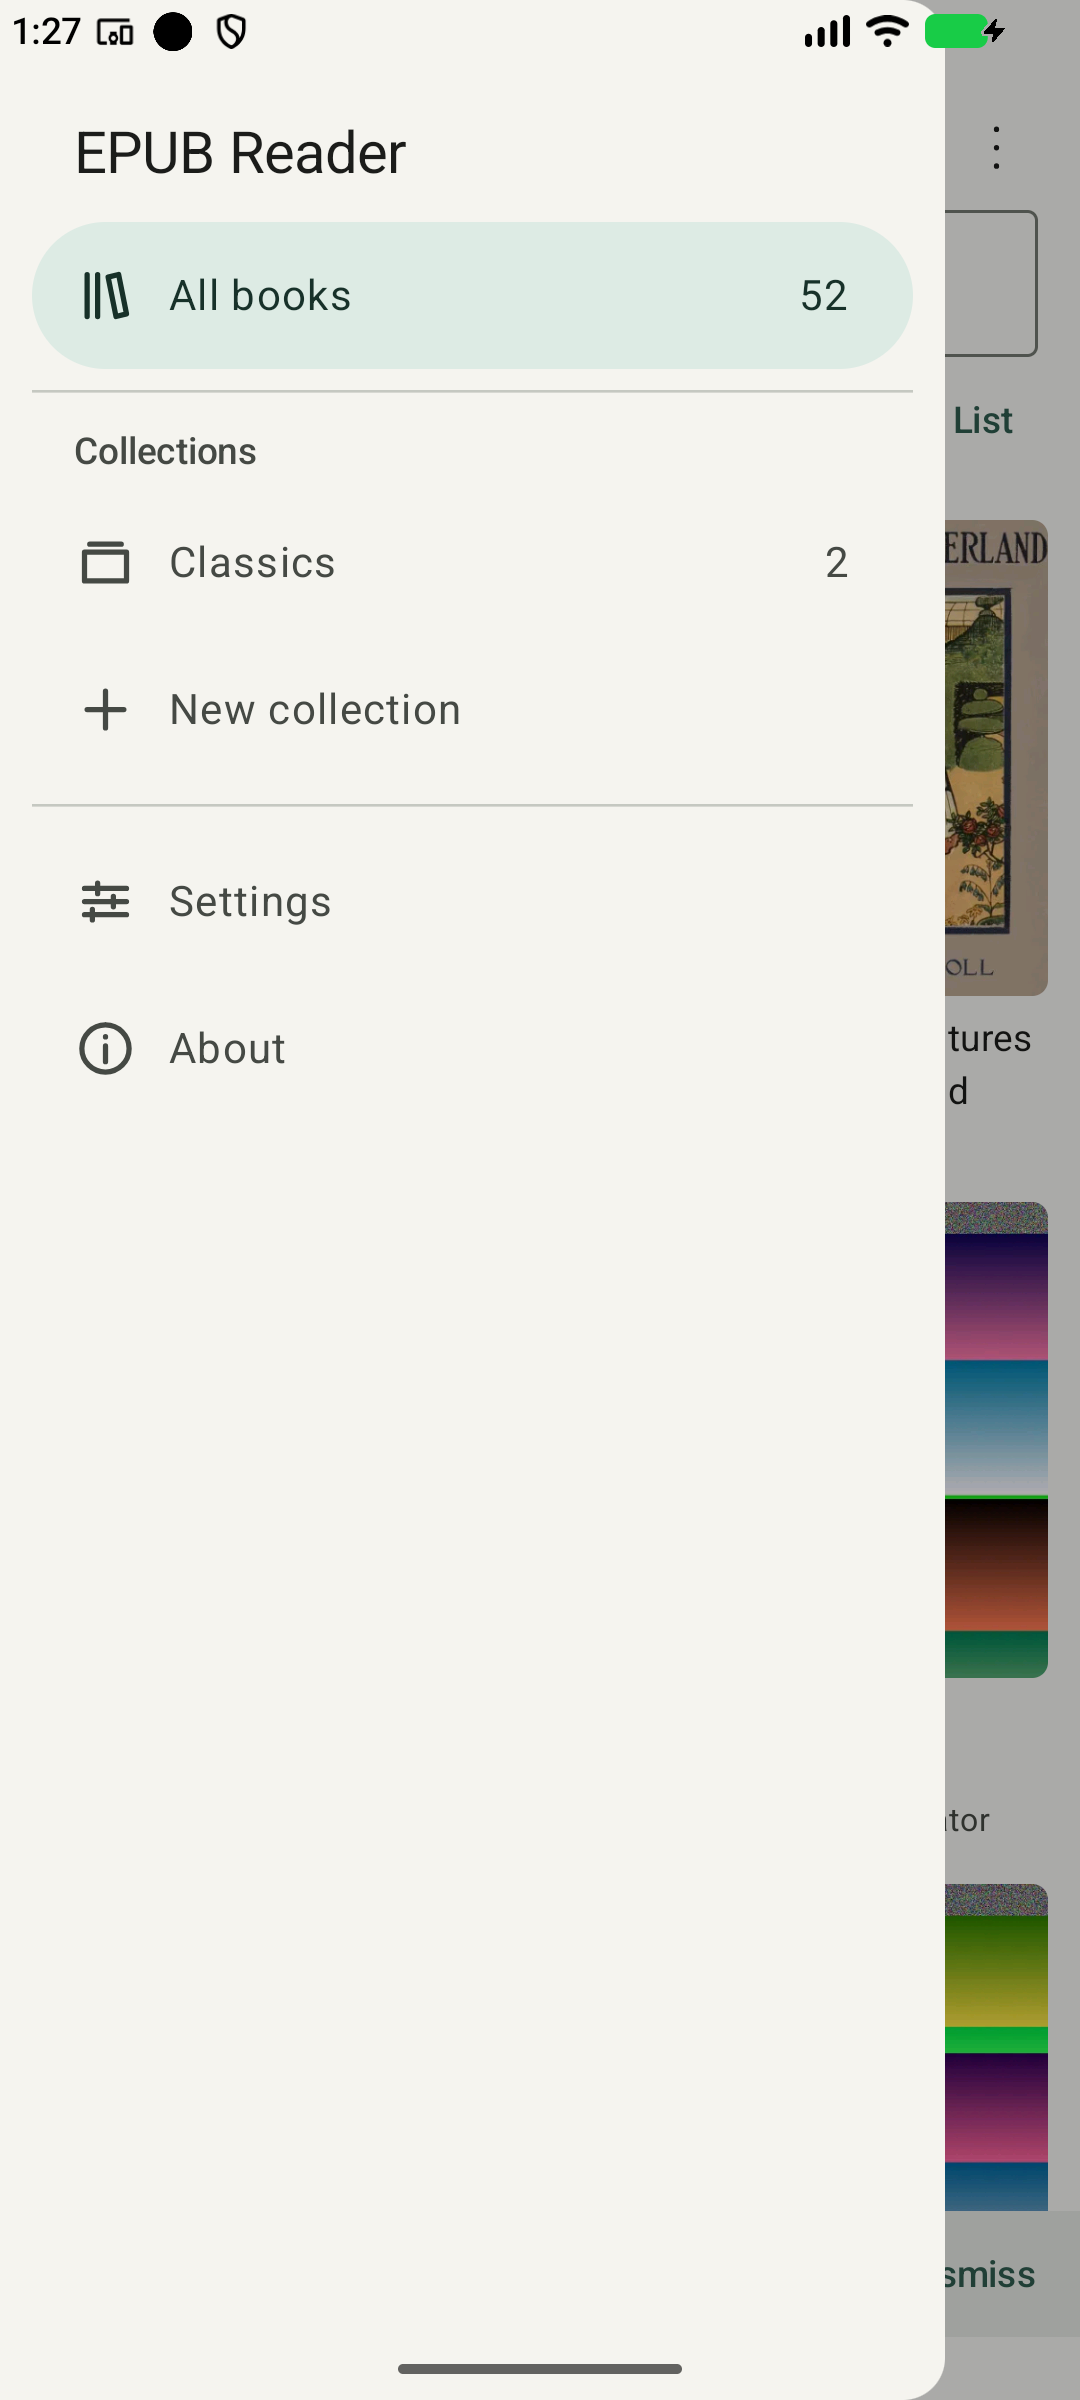 1:27
EPUB Reader
All books 52
List
Collections
ERLAND
Classics 2
New collection
Settings
OLL
About
tures
d
tor
smiss